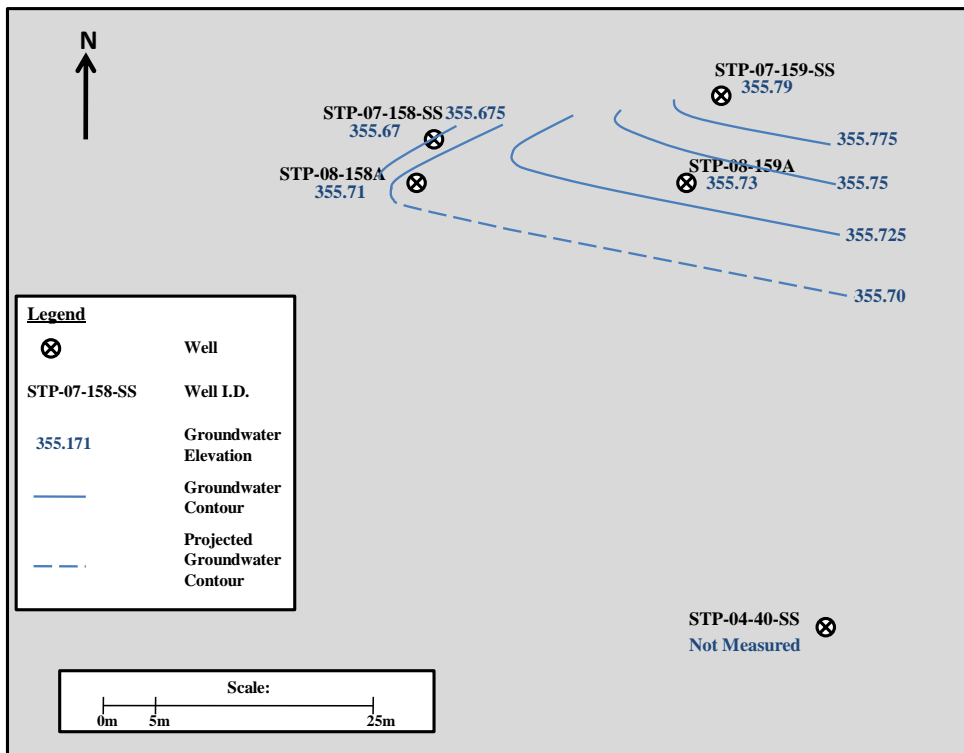 N
STP-07-159-SS
355.79
STP-07-158-SS 355.675
355.67
355.775
STP-08-158A
355.71
STP-08-159A
355.73
355.75
355.725
355.70
Legend
Well
STP-07-158-SS Well I.D.
355.171 Groundwater
Elevation
Groundwater
Contour
Projected
Groundwater
Contour
STP-04-40-SS
Not Measured
Scale:
0m 5m 25m